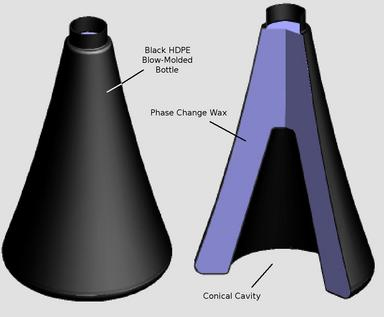 Black HDPE
Blow-Molded
Bottle
Phase Change Wax
Conical Cavity